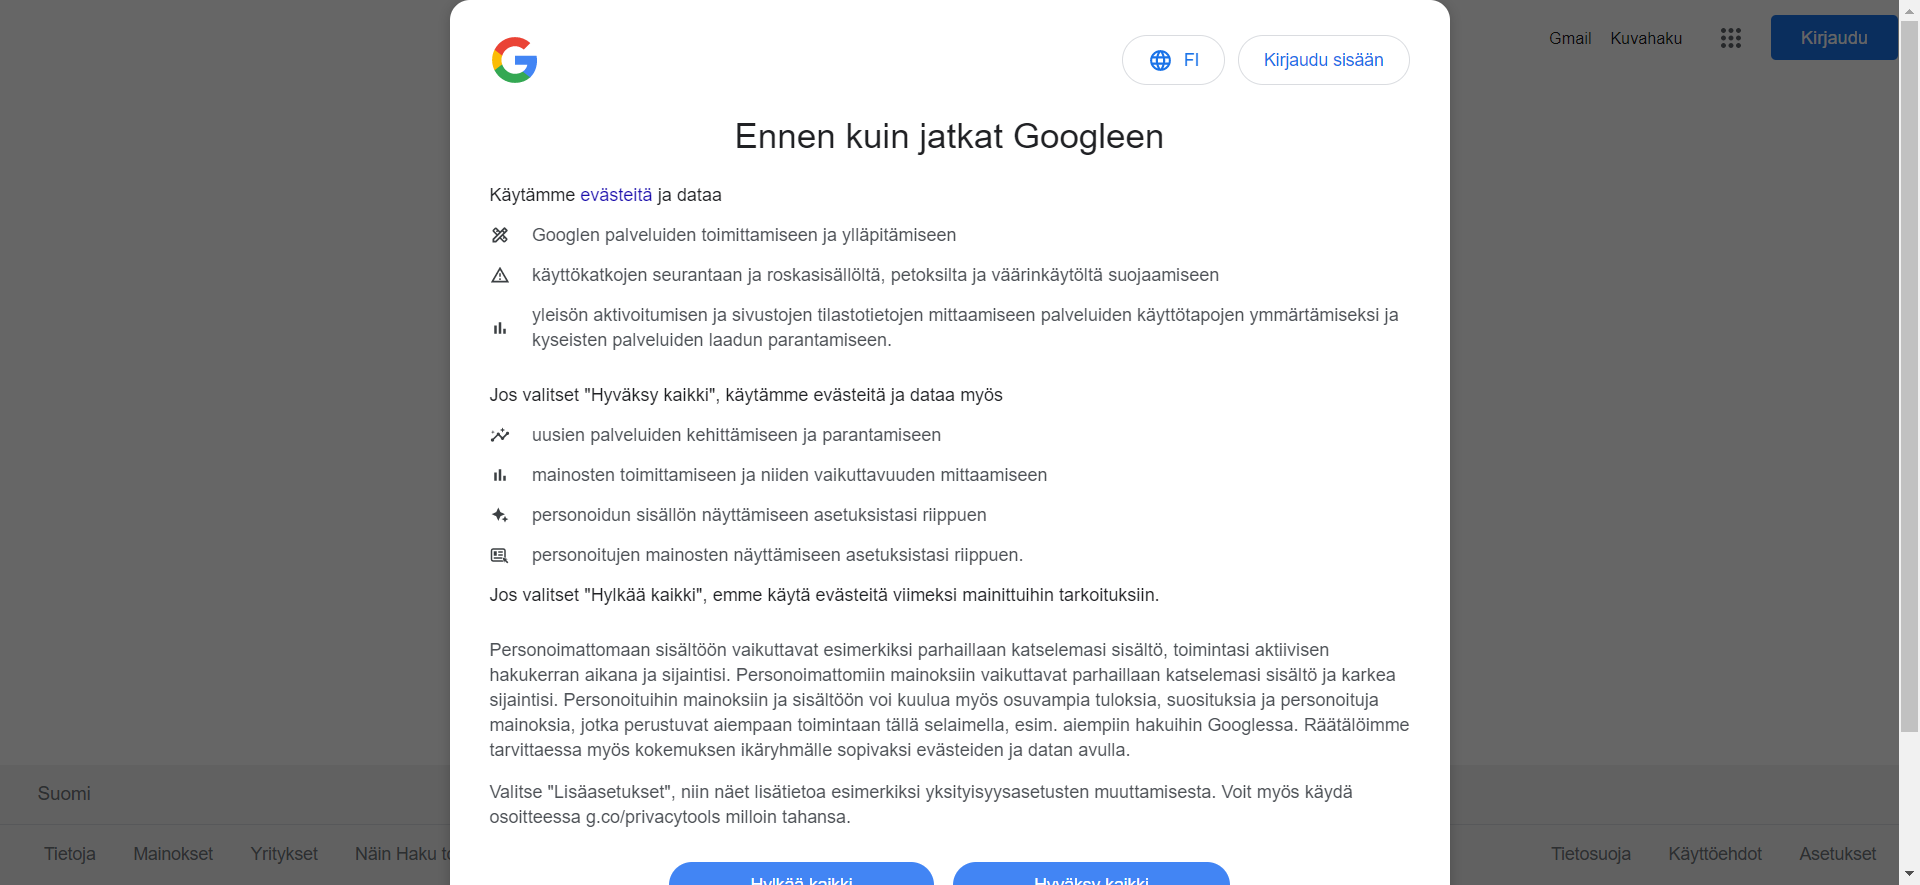 Gmail Kuvahaku Kirjaudu
FI Kirjaudu sisään
Ennen kuin jatkat Googleen
Käytämme evästeitä ja dataa
Googlen palveluiden toimittamiseen ja ylläpitämiseen
käyttökatkojen seurantaan ja roskasisällöltä, petoksilta ja väärinkäytöltä suojaamiseen
yleisön aktivoitumisen ja sivustojen tilastotietojen mittaamiseen palveluiden käyttötapojen ymmärtämiseksi ja
kyseisten palveluiden laadun parantamiseen.
Jos valitset "Hyväksy kaikki", käytämme evästeitä ja dataa myös
uusien palveluiden kehittämiseen ja parantamiseen
mainosten toimittamiseen ja niiden vaikuttavuuden mittaamiseen
personoidun sisällön näyttämiseen asetuksistasi riippuen
personoitujen mainosten näyttämiseen asetuksistasi riippuen.
Jos valitset "Hylkää kaikki", emme käytä evästeitä viimeksi mainittuihin tarkoituksiin.
Personoimattomaan sisältöön vaikuttavat esimerkiksi parhaillaan katselemasi sisältö, toimintasi aktiivisen
hakukerran aikana ja sijaintisi. Personoimattomiin mainoksiin vaikuttavat parhaillaan katselemasi sisältö ja karkea
sijaintisi. Personoituihin mainoksiin ja sisältöön voi kuulua myös osuvampia tuloksia, suosituksia ja personoituja
mainoksia, jotka perustuvat aiempaan toimintaan tällä selaimella, esim. aiempiin hakuihin Googlessa. Räätälöimme
tarvittaessa myös kokemuksen ikäryhmälle sopivaksi evästeiden ja datan avulla.
Valitse "Lisäasetukset", niin näet lisätietoa esimerkiksi yksityisyysasetusten muuttamisesta. Voit myös käydä
osoitteessa g.co/privacytools milloin tahansa.
Hylkää kaikki Hyväksy kaikki
Suomi
Tietoja Mainokset Yritykset Näin Haku Tietosuoja Käyttöehdot Asetukset